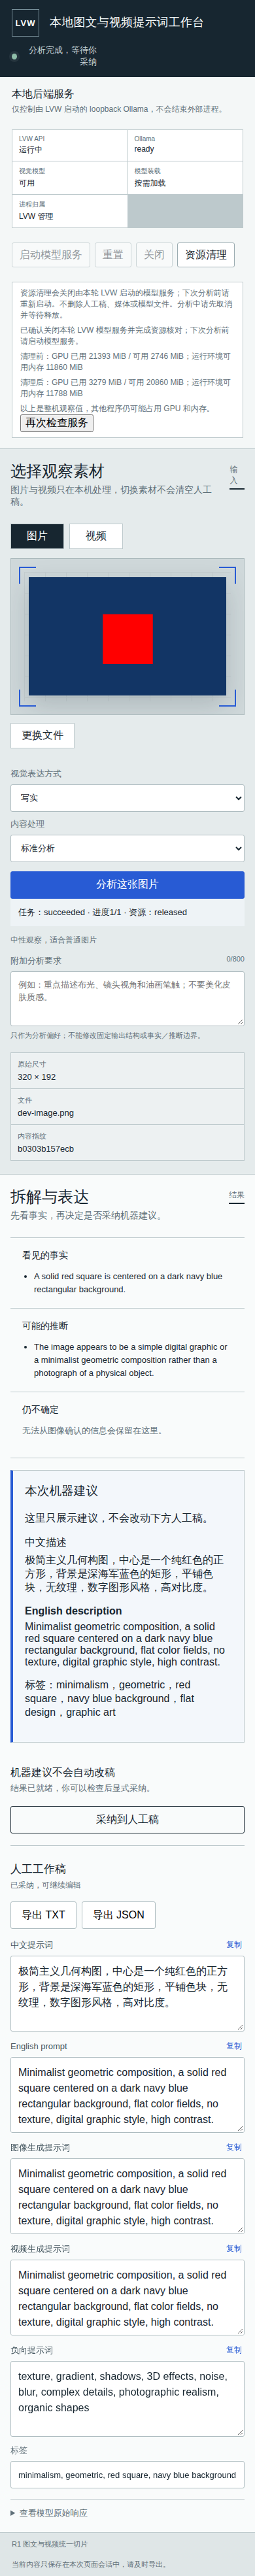 LVW
本地图文与视频提示词工作台
分析完成，等待你
采纳
本地后端服务
仅控制由 LVW 启动的 loopback Ollama，不会结束外部进程。
LVW API
运行中
Ollama
ready
视觉模型
可用
模型装载
按需加载
进程归属
LVW 管理
启动模型服务
重置
关闭
资源清理
资源清理会关闭由本轮 LVW 启动的模型服务；下次分析前请
重新启动。不删除人工稿、媒体或模型文件。分析中请先取消
并等待释放。
已确认关闭本轮 LVW 模型服务并完成资源核对；下次分析前
请启动模型服务。
清理前：GPU 已用 21393 MiB / 可用 2746 MiB；运行环境可
用内存 11860 MiB
清理后：GPU 已用 3279 MiB / 可用 20860 MiB；运行环境可
用内存 11788 MiB
以上是整机观察值，其他程序仍可能占用 GPU 和内存。
再次检查服务
选择观察素材
输
入
图片与视频只在本机处理，切换素材不会清空人工
稿。
图片
视频
更换文件
视觉表达方式
写实
内容处理
标准分析
分析这张图片
任务：succeeded · 进度1/1 · 资源：released
中性观察，适合普通图片
附加分析要求
0/800
例如：重点描述布光、镜头视角和油画笔触；不要美化皮
肤质感。
只作为分析偏好；不能修改固定输出结构或事实／推断边界。
原始尺寸
320 × 192
文件
dev-image.png
内容指纹
b0303b157ecb
拆解与表达
结果
先看事实，再决定是否采纳机器建议。
看见的事实
• A solid red square is centered on a dark navy blue
rectangular background.
可能的推断
• The image appears to be a simple digital graphic or
a minimalist geometric composition rather than a
photograph of a physical object.
仍不确定
无法从图像确认的信息会保留在这里。
本次机器建议
这里只展示建议，不会改动下方人工稿。
中文描述
极简主义几何构图，中心是一个纯红色的正
方形，背景是深海军蓝色的矩形，平铺色
块，无纹理，数字图形风格，高对比度。
English description
Minimalist geometric composition, a solid
red square centered on a dark navy blue
rectangular background, flat color fields, no
texture, digital graphic style, high contrast.
标签：minimalism，geometric，red
square，navy blue background，flat
design，graphic art
机器建议不会自动改稿
结果已就绪，你可以检查后显式采纳。
采纳到人工稿
人工工作稿
已采纳，可继续编辑
导出 TXT
导出 JSON
中文提示词
复制
极简主义几何构图，中心是一个纯红色的正方
形，背景是深海军蓝色的矩形，平铺色块，无
纹理，数字图形风格，高对比度。
English prompt
复制
Minimalist geometric composition, a solid red
square centered on a dark navy blue
rectangular background, flat color fields, no
texture, digital graphic style, high contrast.
图像生成提示词
复制
Minimalist geometric composition, a solid red
square centered on a dark navy blue
rectangular background, flat color fields, no
texture, digital graphic style, high contrast.
视频生成提示词
复制
Minimalist geometric composition, a solid red
square centered on a dark navy blue
rectangular background, flat color fields, no
texture, digital graphic style, high contrast.
负向提示词
复制
texture, gradient, shadows, 3D effects, noise,
blur, complex details, photographic realism,
organic shapes
标签
minimalism, geometric, red square, navy blue background
▶ 查看模型原始响应
R1 图文与视频统一切片
当前内容只保存在本次页面会话中，请及时导出。